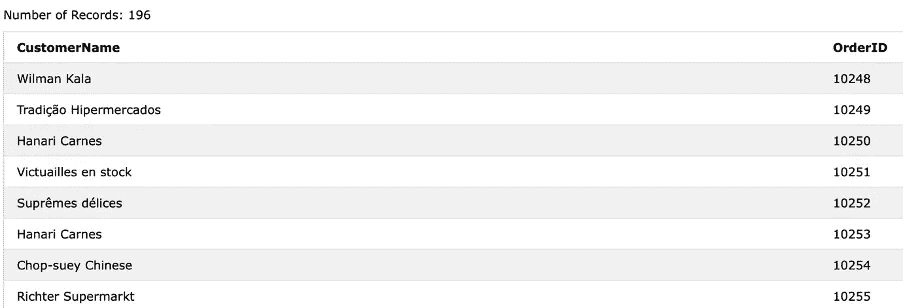 Number of Records: 196
CustomerName OrderID
Wilman Kala 10248
Tradição Hipermercados 10249
Hanari Carnes 10250
Victuailles en stock 10251
Suprêmes délices 10252
Hanari Carnes 10253
Chop-suey Chinese 10254
Richter Supermarkt 10255